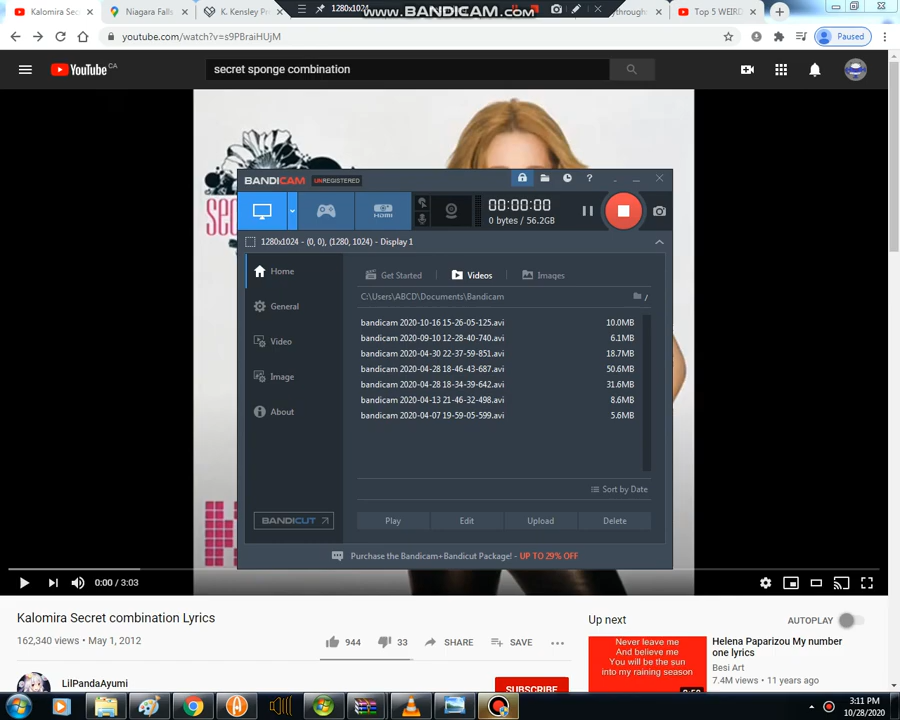 Kalomira Sec
Niagara Falls
K. Kensley Pr
1280x1024
WWW.BANDICAM.COM
through
Top 5 WEIRD
youtube.com/watch?v=s9PBraiHUjM
Paused
YouTube CA
secret sponge combination
BANDICAM UNREGISTERED
HDMI
00:00:00
0 bytes / 56.2GB
1280x1024 - (0, 0), (1280, 1024) - Display 1
Home
General
Video
Image
About
Get Started
Videos
Images
C:\Users\ABCD\Documents\Bandicam
bandicam 2020-10-16 15-26-05-125.avi 10.0MB
bandicam 2020-09-10 12-28-40-740.avi 6.1MB
bandicam 2020-04-30 22-37-59-851.avi 18.7MB
bandicam 2020-04-28 18-46-43-687.avi 50.6MB
bandicam 2020-04-28 18-34-39-642.avi 31.6MB
bandicam 2020-04-13 21-46-32-498.avi 8.6MB
bandicam 2020-04-07 19-59-05-599.avi 5.6MB
Sort by Date
BANDICUT
Play Edit Upload Delete
Purchase the Bandicam+Bandicut Package! - UP TO 29% OFF
0:00 / 3:03
Kalomira Secret combination Lyrics
162,340 views • May 1, 2012
944 33 SHARE SAVE
LilPandaAyumi
SUBSCRIBE
Up next
AUTOPLAY
Never leave me
And believe me
You will be the sun
into my raining season
Helena Paparizou My number
one lyrics
Besi Art
7.4M views • 11 years ago
3:11 PM
10/28/2020